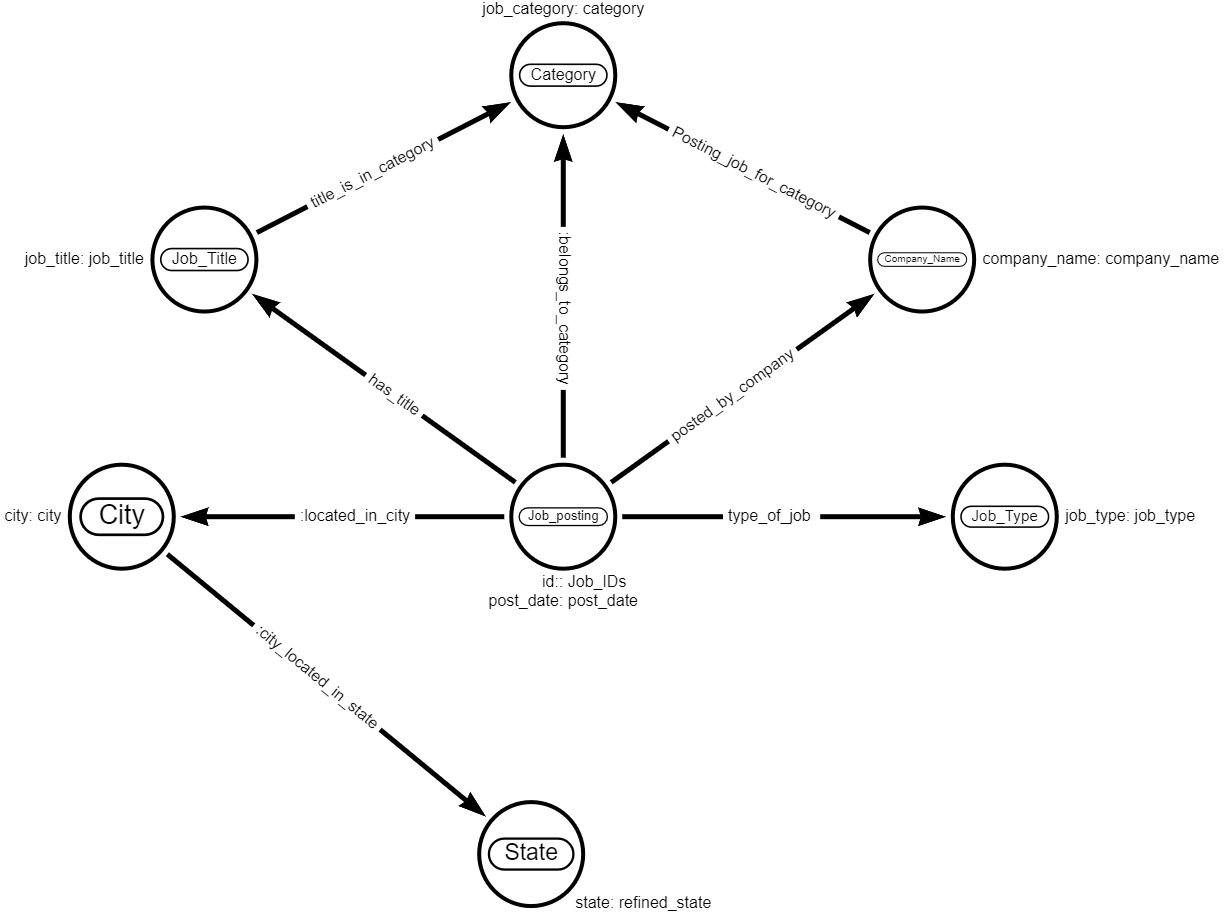 job_category: category
Category
title_is_in_category
Posting_job_for_category
job_title: job_title
Job_Title
:belongs_to_category
Company_Name
company_name: company_name
has_title
posted_by_company
city: city
City
:located_in_city
Job_posting
type_of_job
Job_Type
job_type: job_type
id:: Job_IDs
post_date: post_date
:city_located_in_state
State
state: refined_state